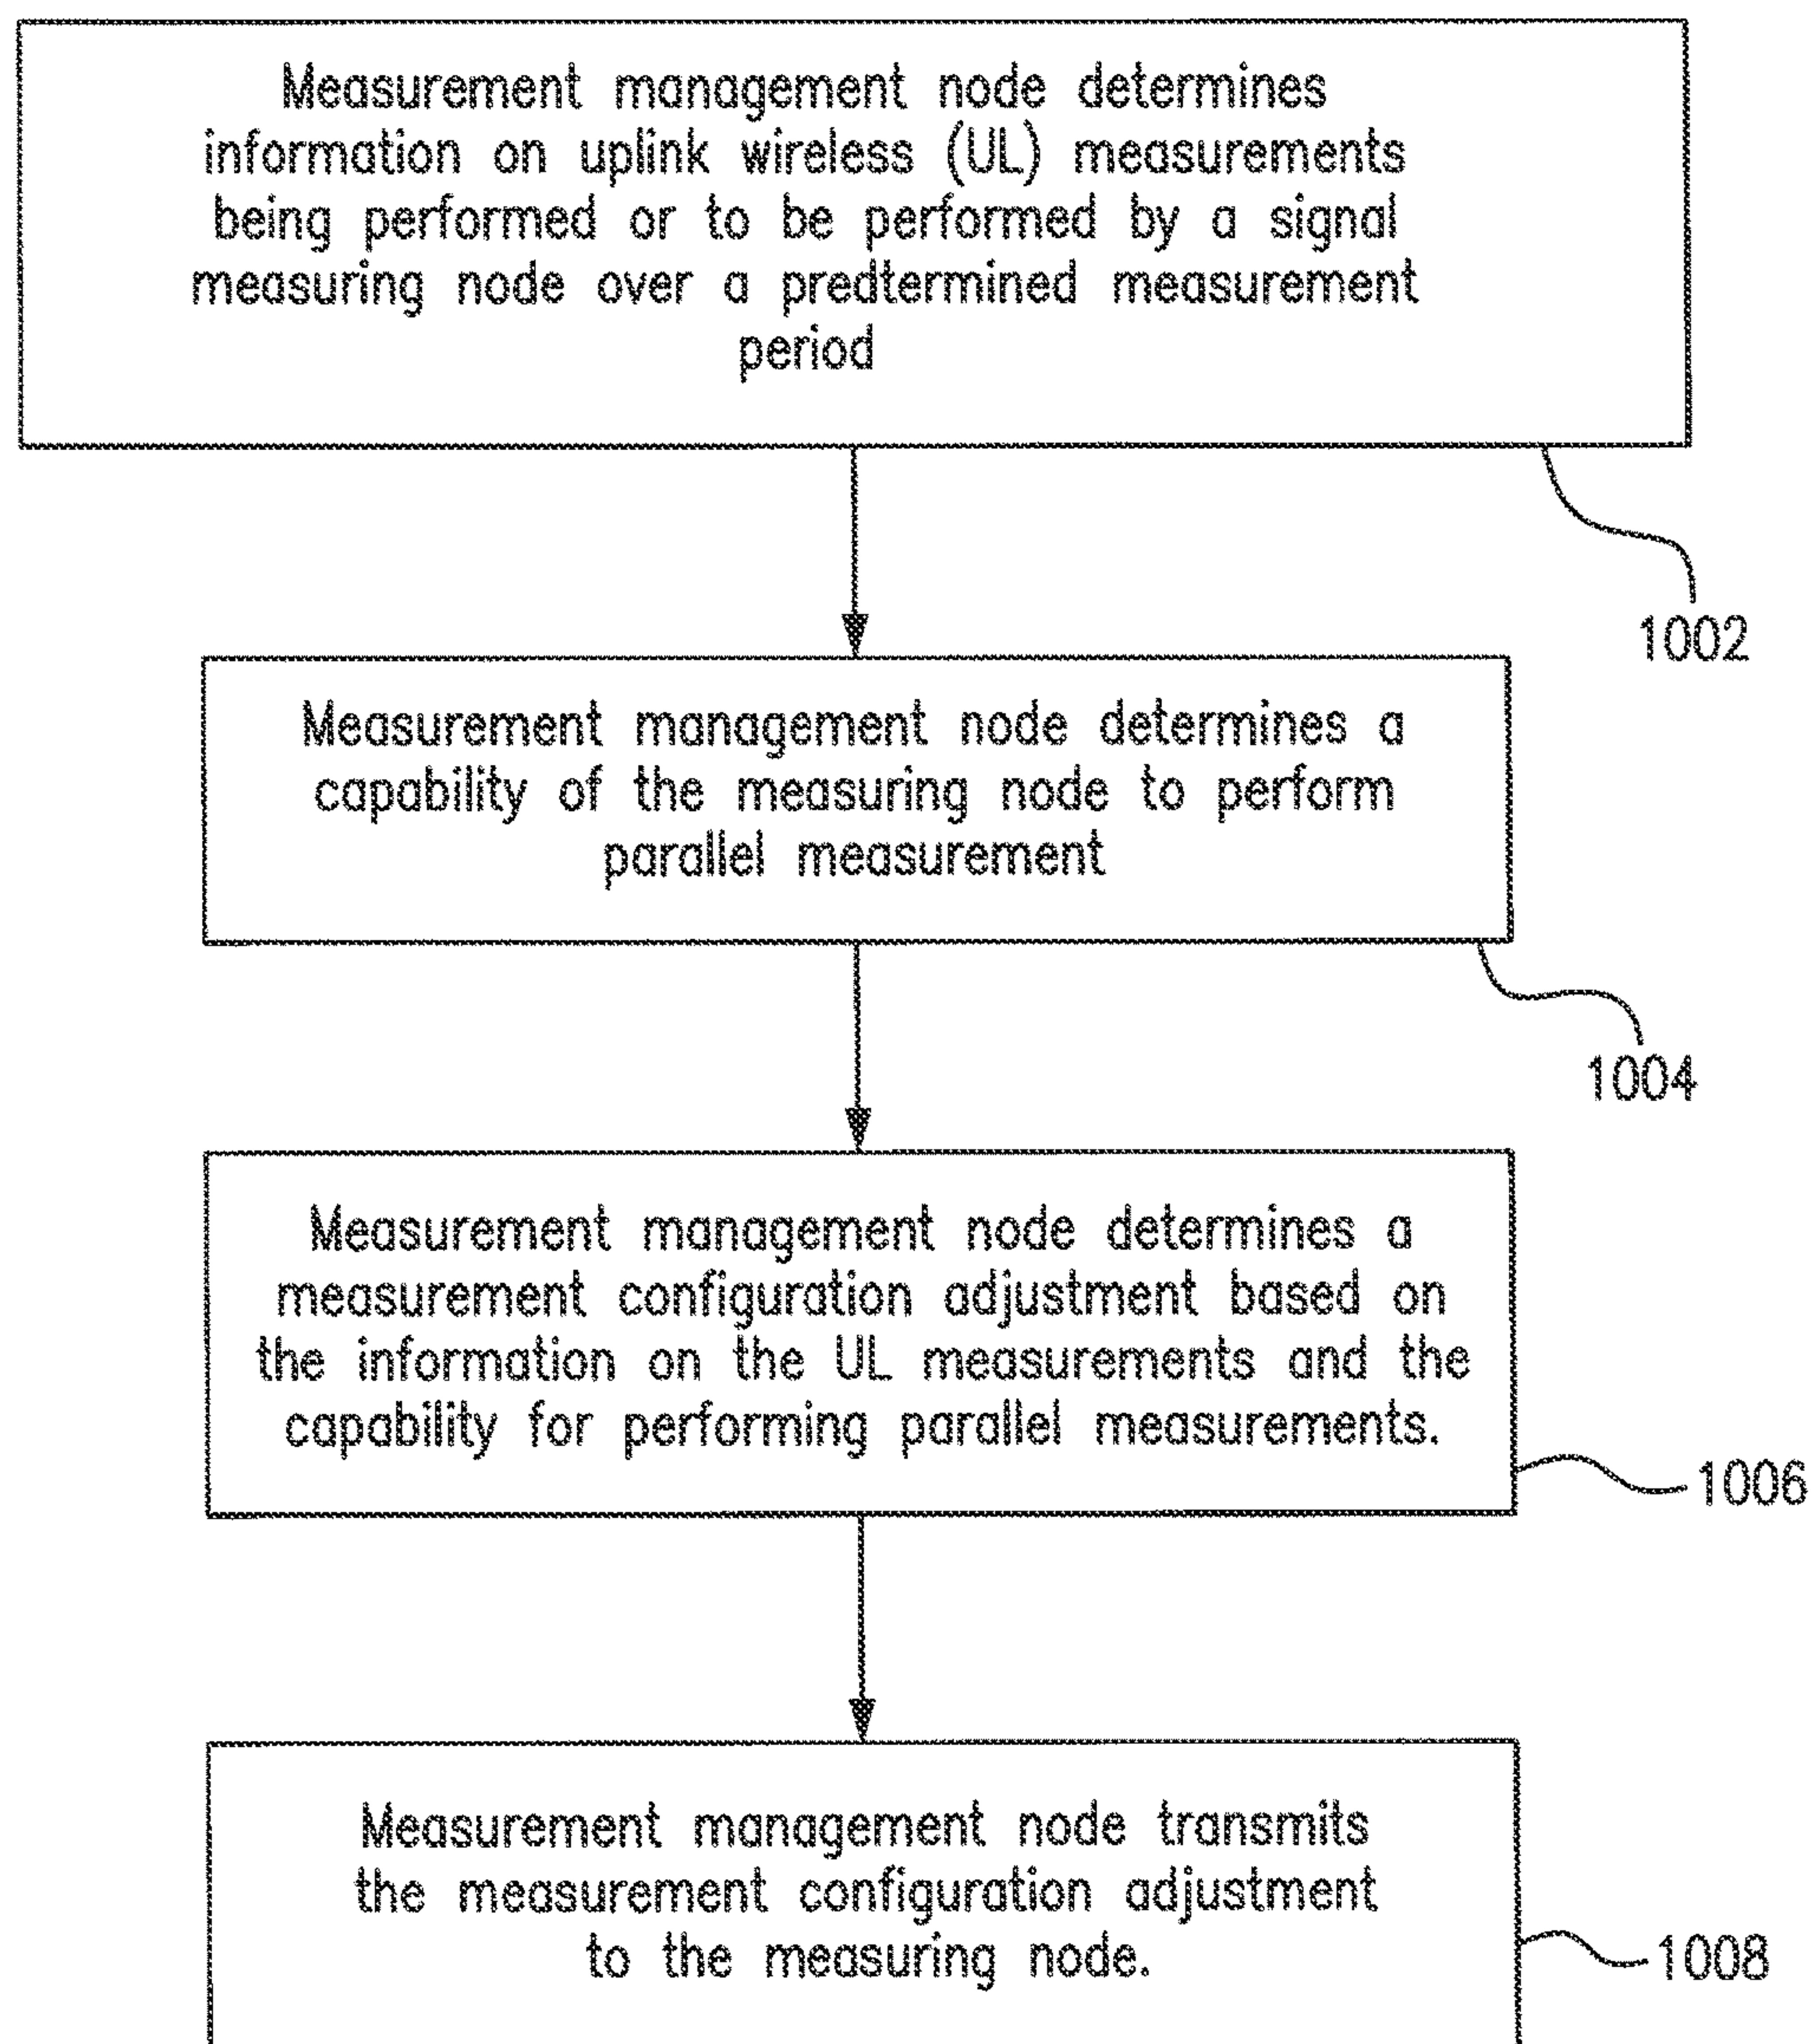 Measurement management node determines
information on uplink wireless (UL) measurements
being performed or to be performed by a signal
measuring node over a predtermined measurement
period
1002
Measurement management node determines a
capability of the measuring node to perform
parallel measurement
1004
Measurement management node determines a
measurement configuration adjustment based on
the information on the UL measurements and the
capability for performing parallel measurements.
1006
Measurement management node transmits
the measurement configuration adjustment
to the measuring node.
1008